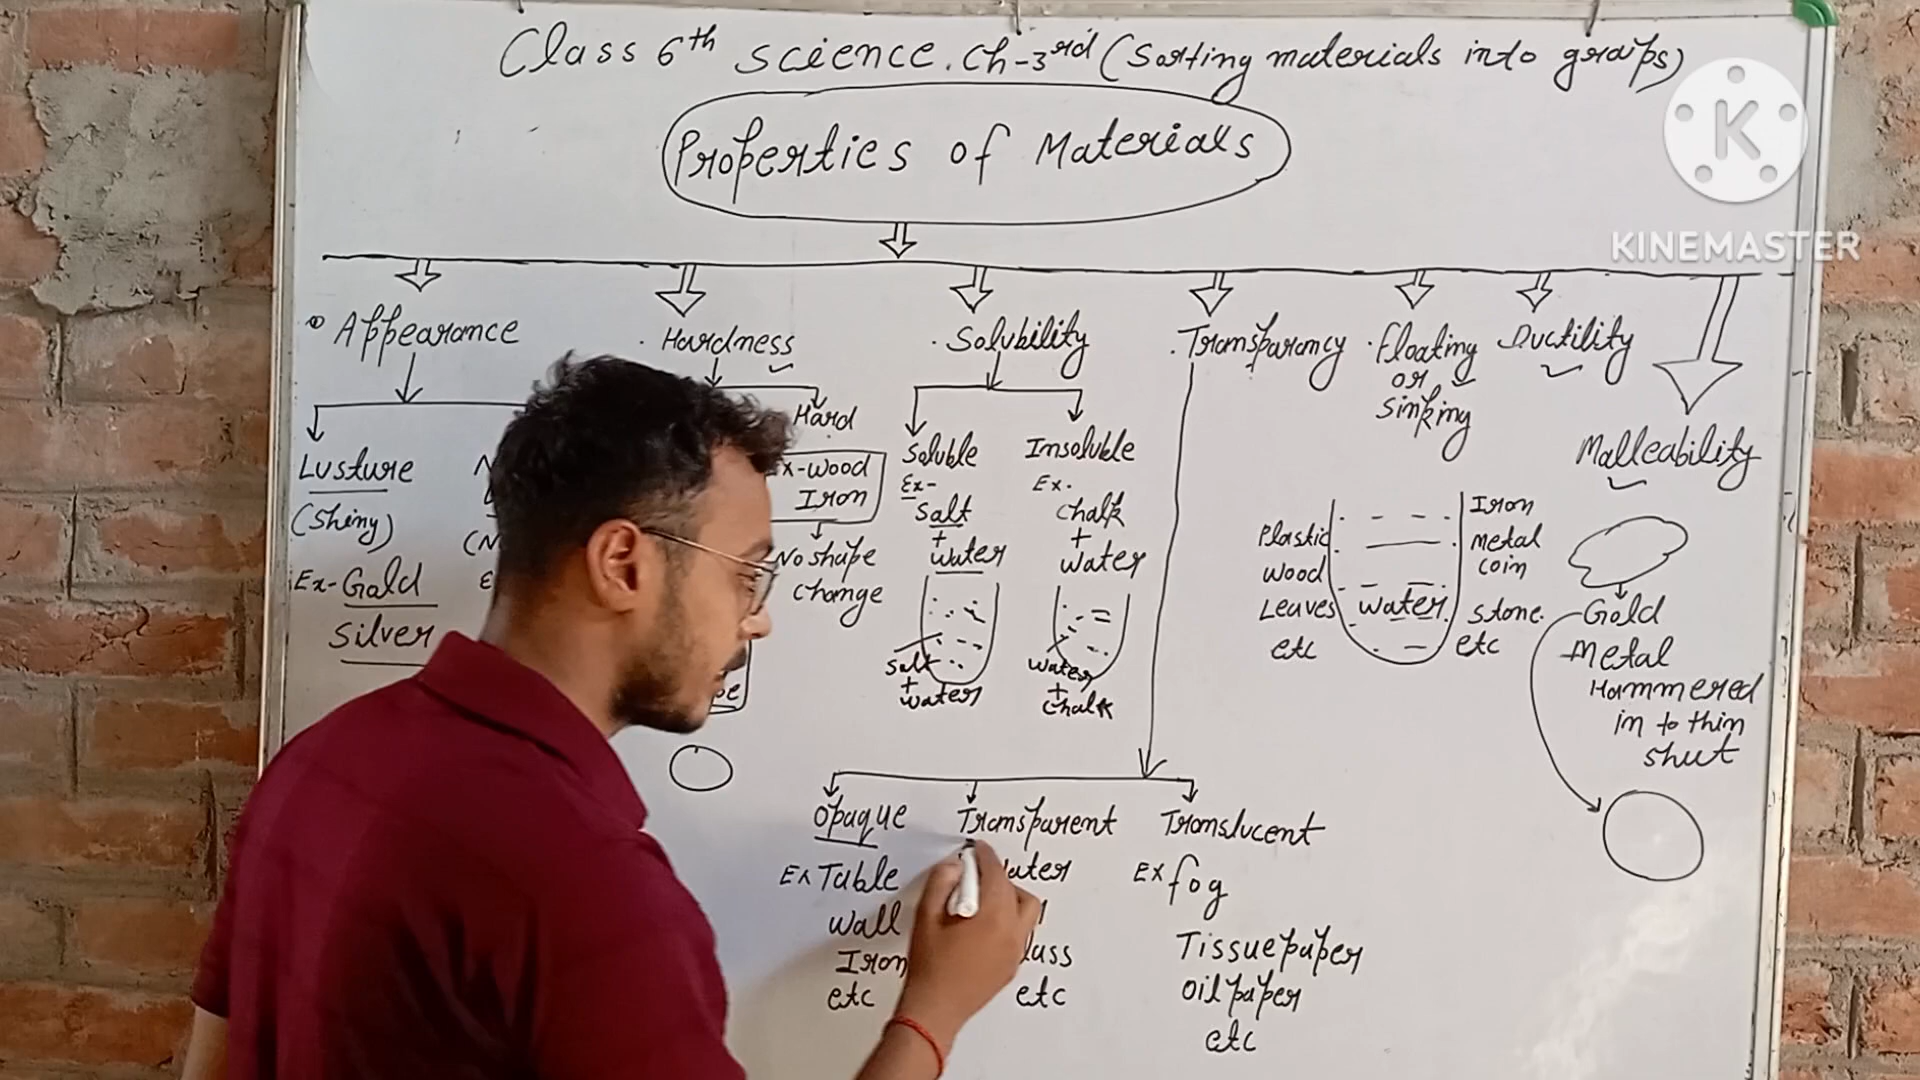 Class 6th science. Ch-3rd (Sorting materials into groups)
Properties of Materials
K
KINEMASTER
Appearance
Lusture
(Shiny)
Ex-Gold
Silver
Hardness
Hard
Ex-wood
Iron
No shape
change
Solubility
Soluble
Ex-
Salt
+
water
Salt
+
water
Insoluble
Ex.
chalk
+
water
water
+
chalk
Transparancy
Opaque
Ex Table
Wall
Iron
etc
Transparent
etc
Translucent
Ex fog
Tissue paper
Oil paper
etc
Floating
or
sinking
Plastic
wood
Leaves
etc
water
Iron
metal
coin
stone.
etc
Ductility
Malleability
Gold
Metal
Hammered
in to thin
shut